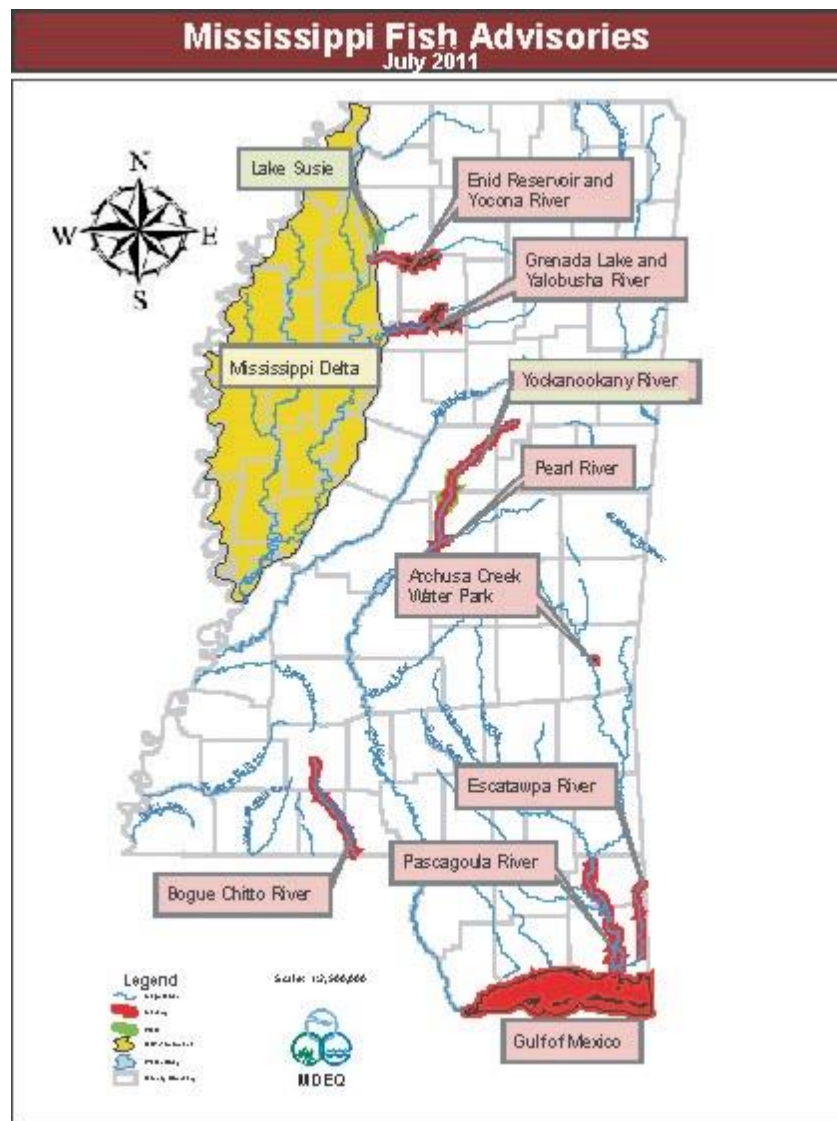 Mississippi Fish Advisories
July 2011
N
W
E
S
Lake Susie
Enid Reservoir and
Yocona River
Grenada Lake and
Yalobusha River
Mississippi Delta
Yockanookany River
Pearl River
Archusa Creek
Water Park
Escatawpa River
Pascagoula River
Bogue Chitto River
Legend
Scale:
MDEQ
Gulf of Mexico